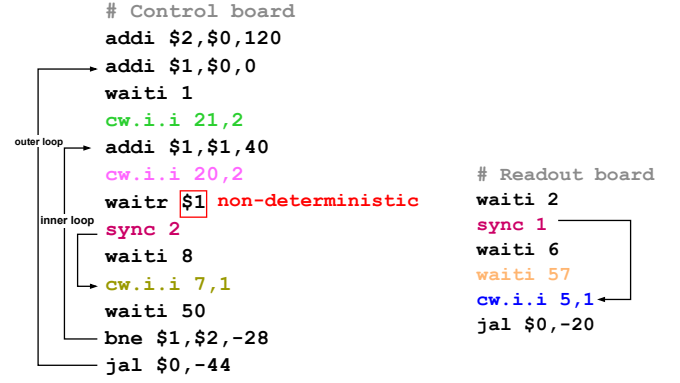 # Control board
addi $2,$0,120
addi $1,$0,0
waiti 1
cw.i.i 21,2
outer loop
addi $1,$1,40
cw.i.i 20,2
waitr $1 non-deterministic
inner loop
sync 2
waiti 8
cw.i.i 7,1
waiti 50
bne $1,$2,-28
jal $0,-44
# Readout board
waiti 2
sync 1
waiti 6
waiti 57
cw.i.i 5,1
jal $0,-20